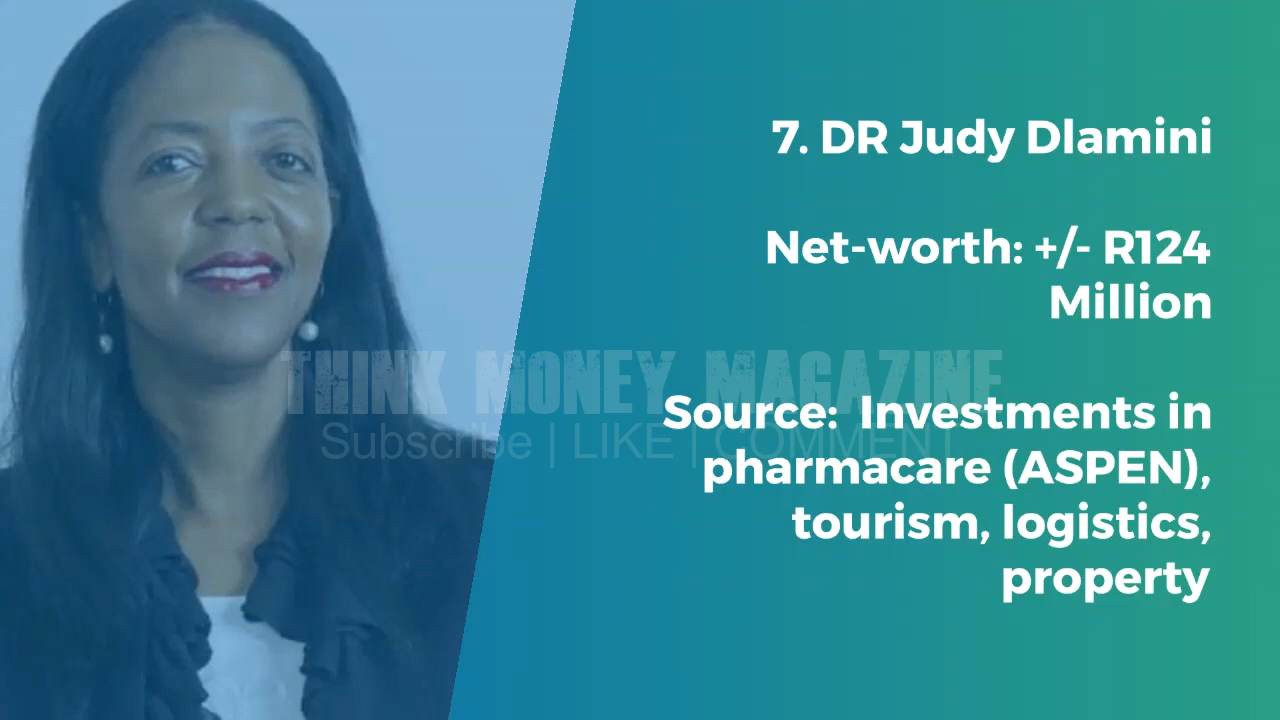 7. DR Judy Dlamini
Net-worth: +/- R124
Million
THINK MONEY MAGAZINE
Source:  Investments in
Subscribe | LIKE | COMMENT
pharmacare (ASPEN),
tourism, logistics,
property